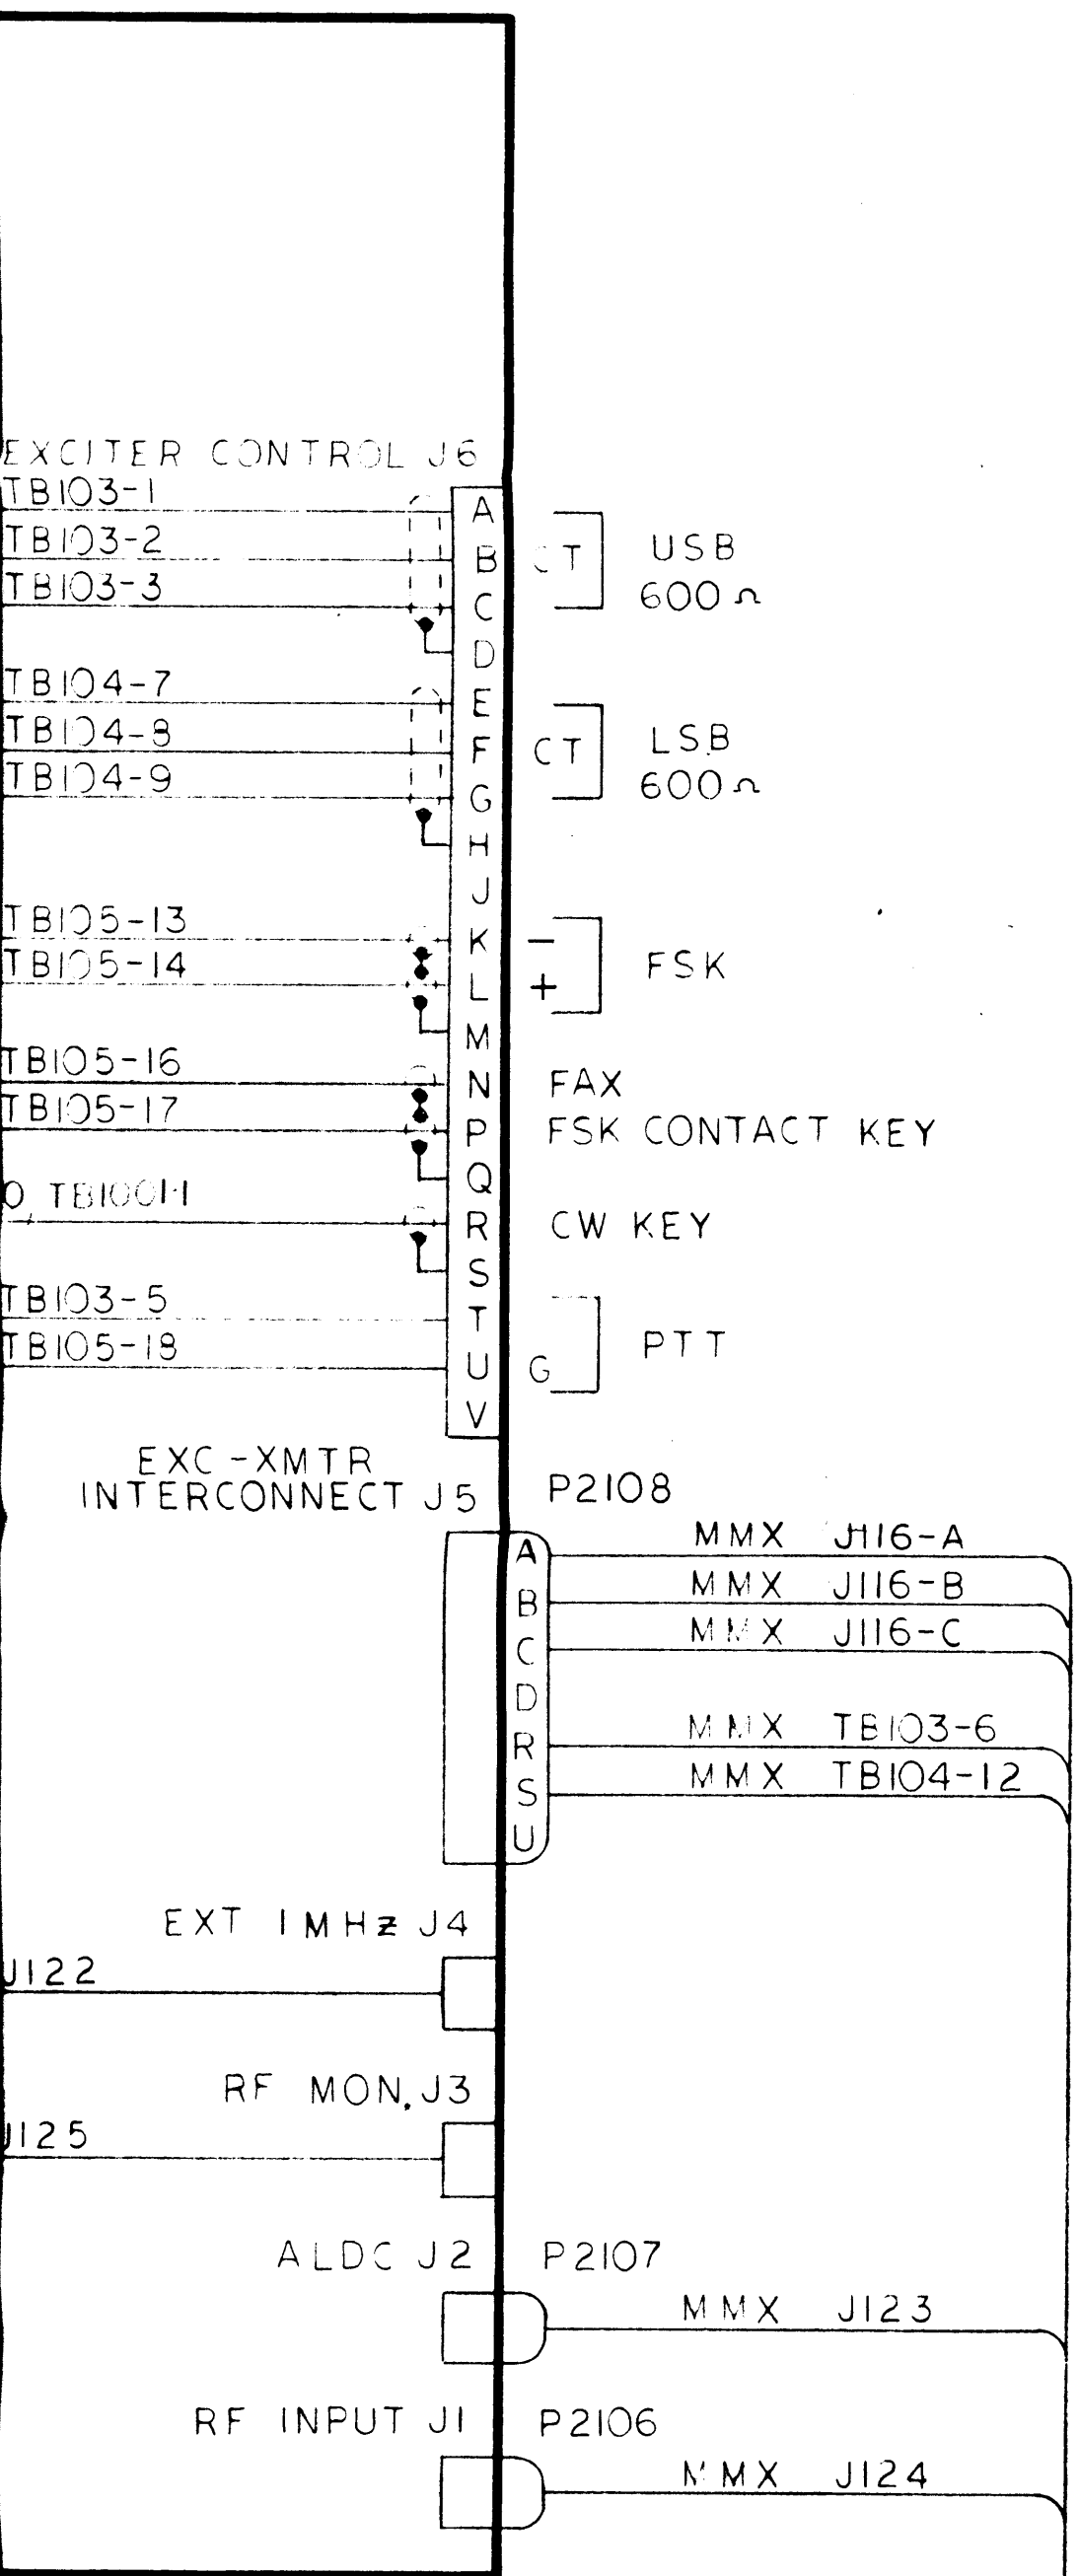 EXCITER CONTROL J6
TB103-1
A
TB103-2
B
CT
USB
TB103-3
C
600 Ω
D
TB104-7
E
TB104-8
F
CT
LSB
TB104-9
G
600 Ω
H
J
TB105-13
K
−
TB105-14
L
+
FSK
M
TB105-16
N
FAX
TB105-17
P
FSK CONTACT KEY
Q
TB1001-1
R
CW KEY
S
TB103-5
T
PTT
TB105-18
U
G
V
EXC-XMTR
INTERCONNECT J5
P2108
A
MMX J116-A
B
MMX J116-B
C
MMX J116-C
D
R
MMX TB103-6
S
MMX TB104-12
U
EXT 1MHz J4
J122
RF MON. J3
J125
ALDC J2
P2107
MMX J123
RF INPUT J1
P2106
MMX J124